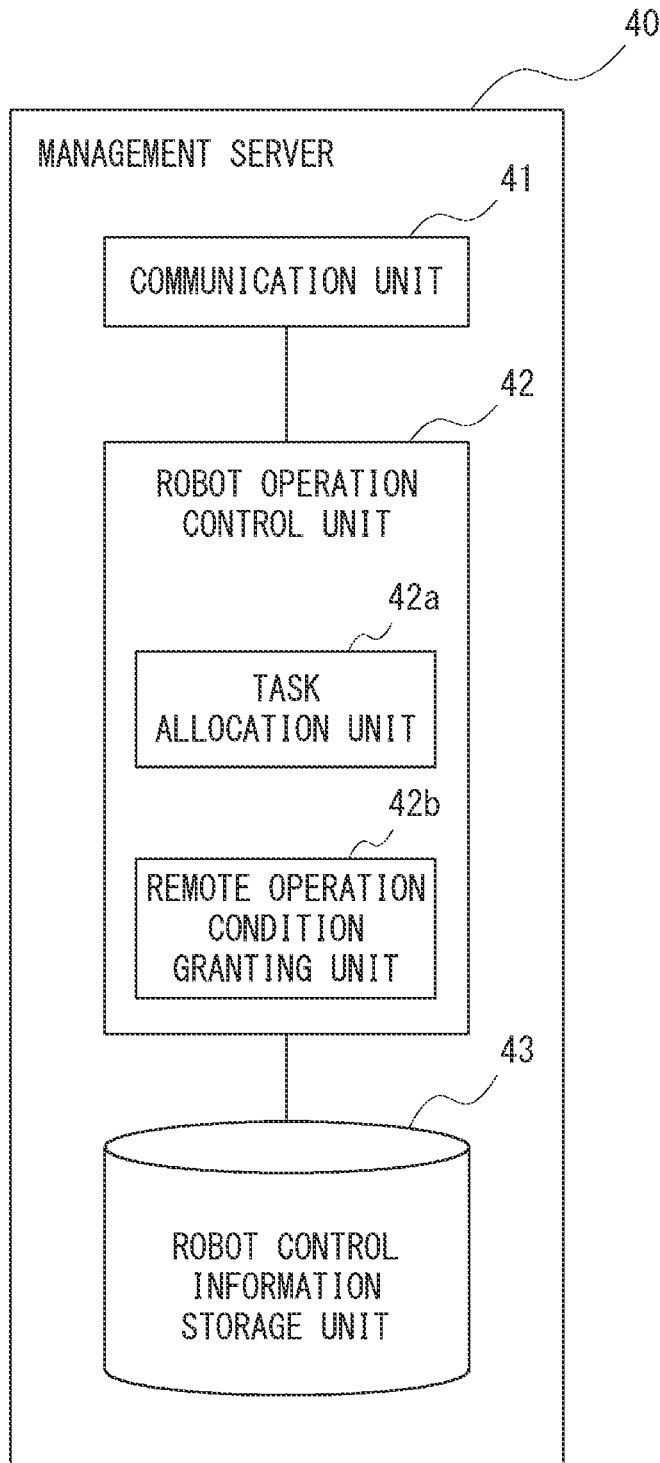 40
MANAGEMENT SERVER
41
COMMUNICATION UNIT
42
ROBOT OPERATION
CONTROL UNIT
42a
TASK
ALLOCATION UNIT
42b
REMOTE OPERATION
CONDITION
GRANTING UNIT
43
ROBOT CONTROL
INFORMATION
STORAGE UNIT